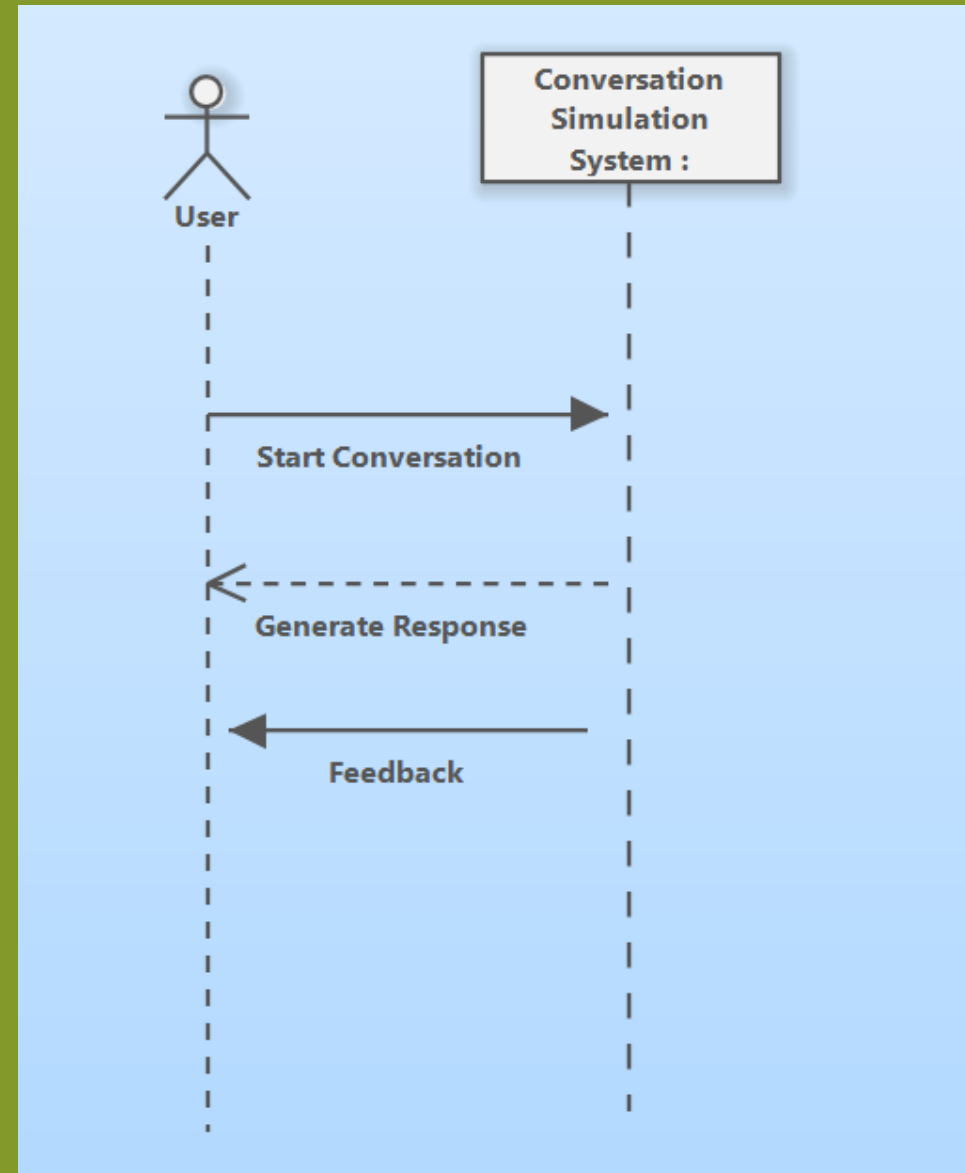 Conversation
Simulation
System :
User
Start Conversation
Generate Response
Feedback